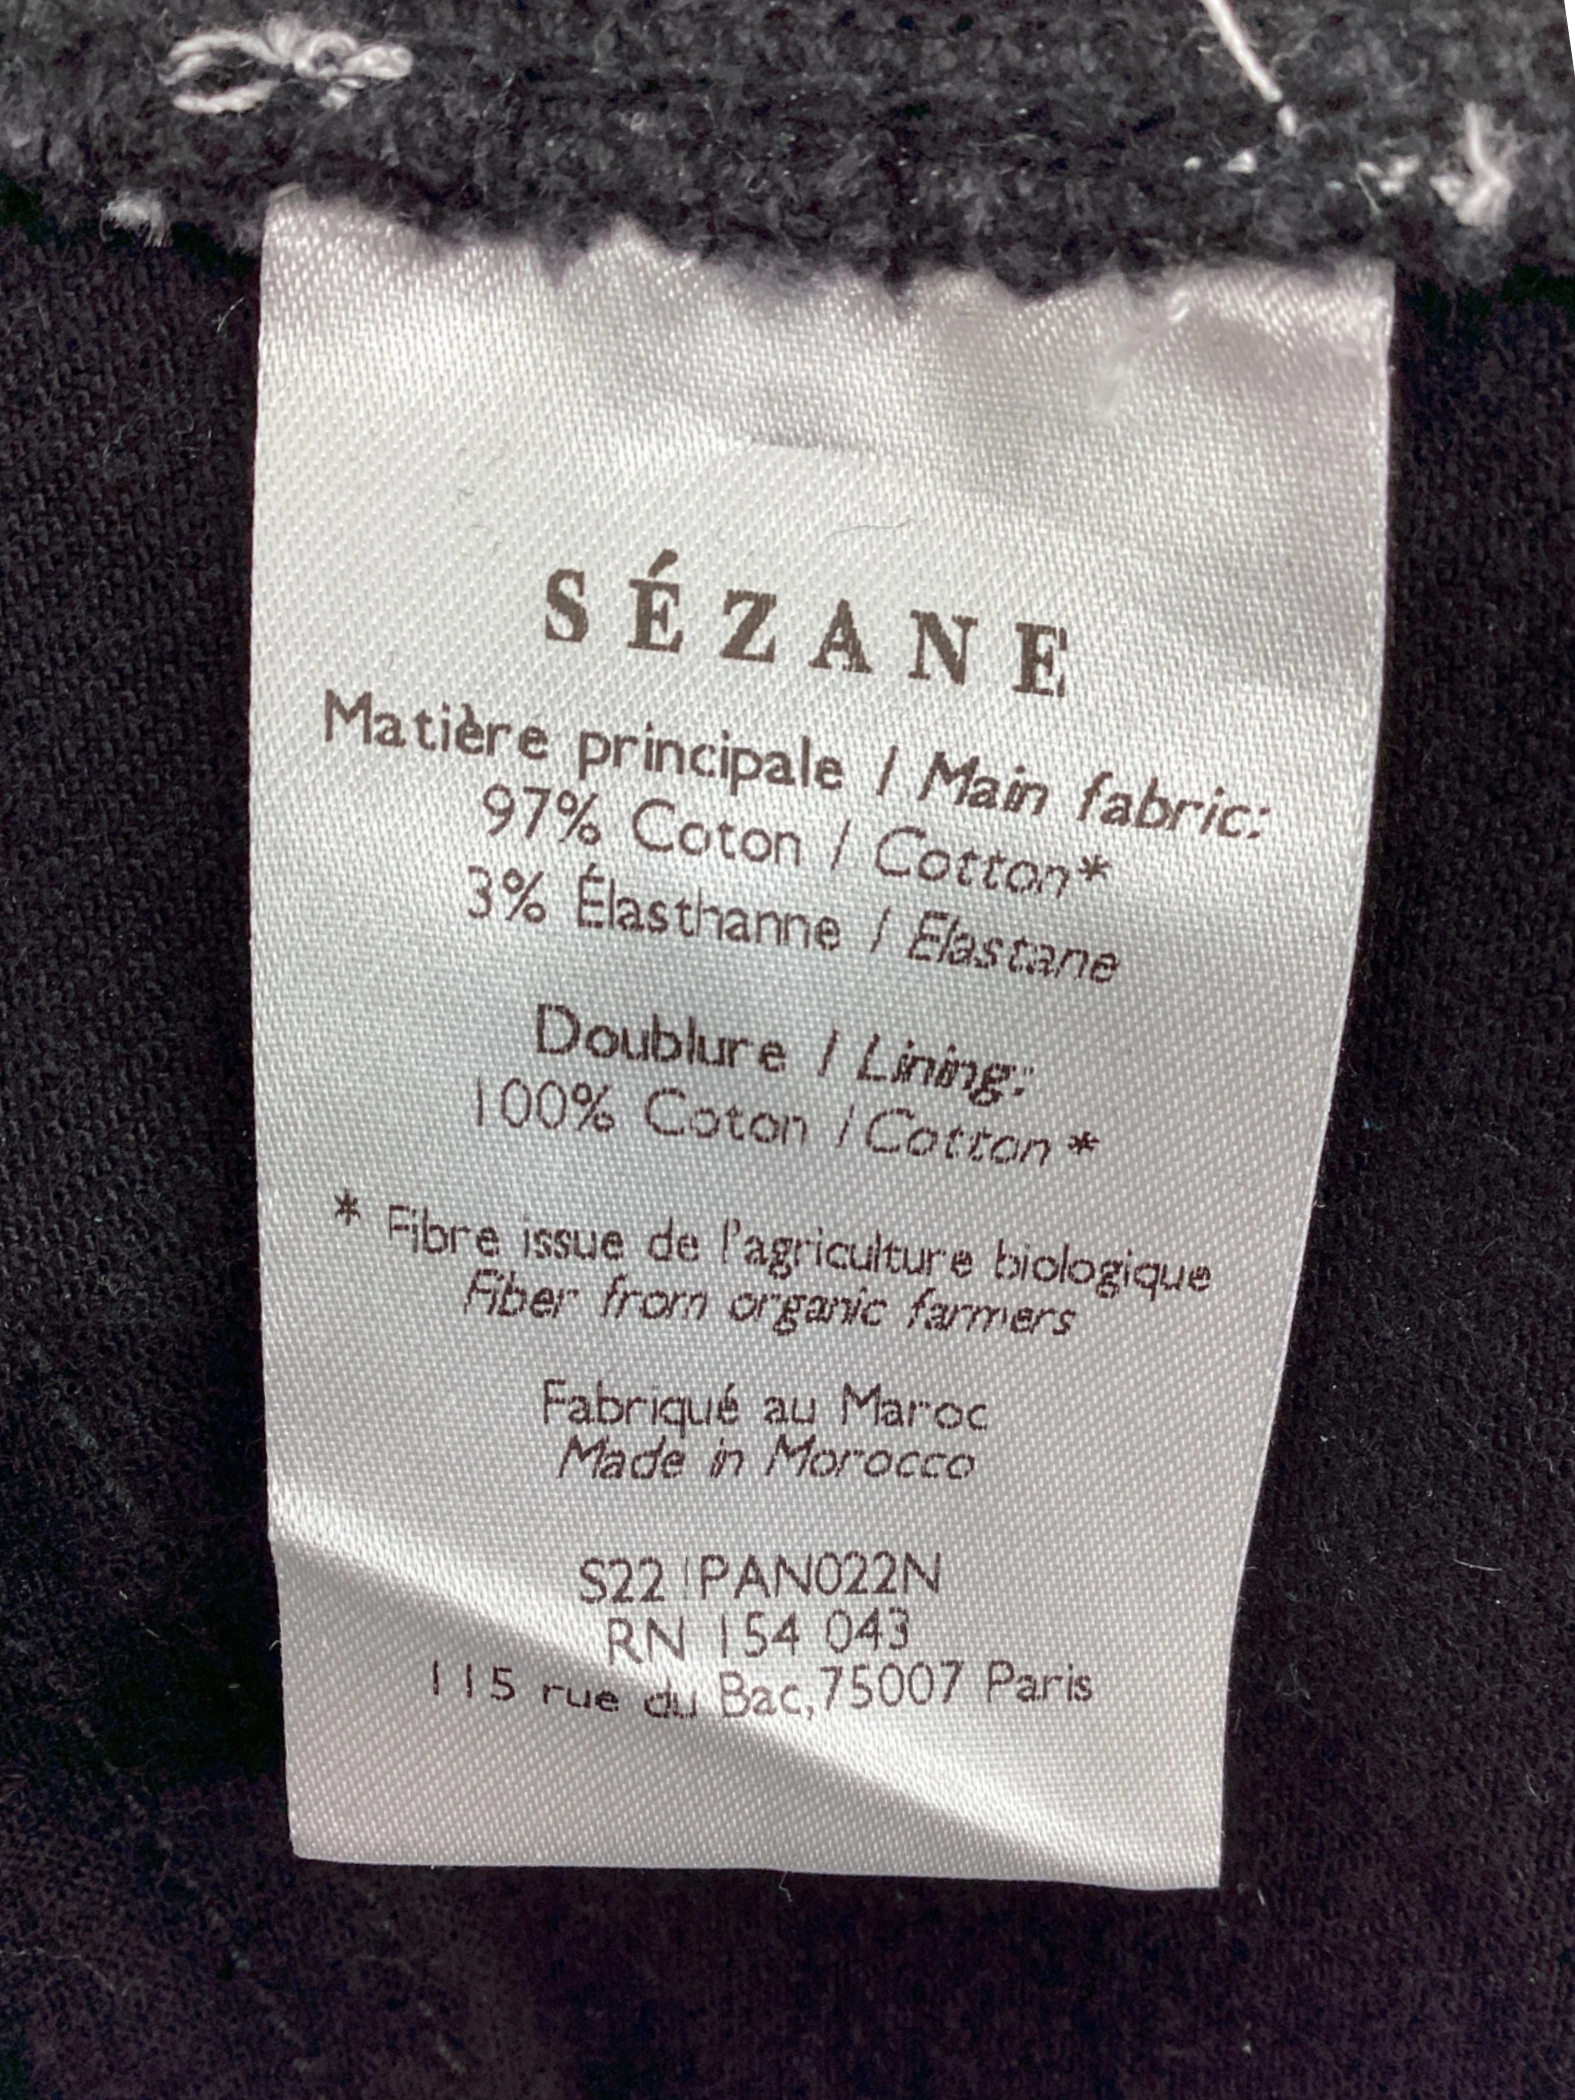 SÉZANE
Matière principale / Main fabric:
97% Coton / Cotton*
3% Élasthanne / Elastane
Doublure / Lining:
100% Coton / Cotton*
* Fibre issue de l'agriculture biologique
Fiber from organic farmers
Fabriqué au Maroc
Made in Morocco
S221PAN022N
RN 154 043
115 rue du Bac, 75007 Paris